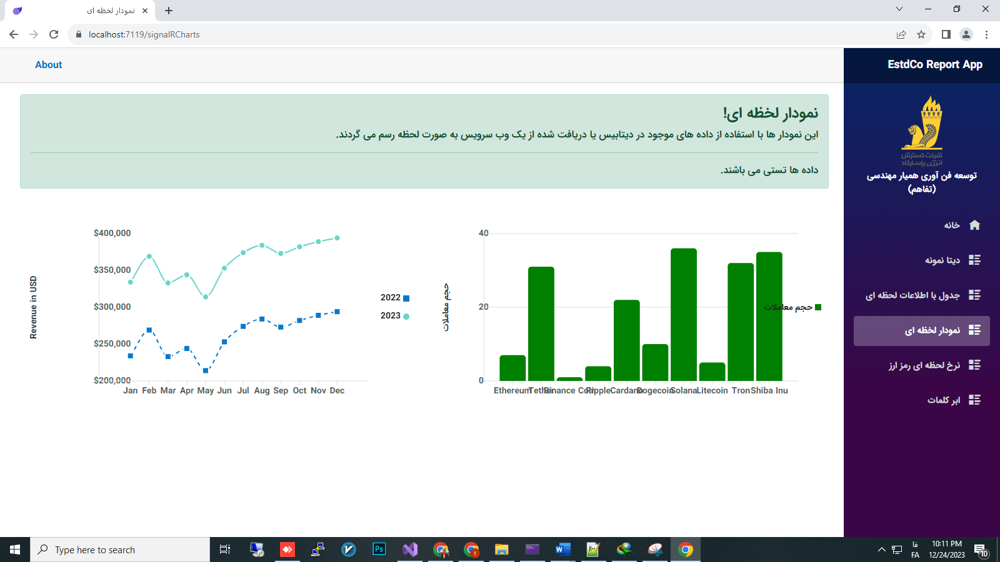 نمودار لخظه ای
localhost:7119/signalRCharts
About
EstdCo Report App
شرکت گسترش
انرژی پاسارگاد
توسعه فن آوری همیار مهندسی
(تفاهم)
خانه
دیتا نمونه
جدول با اطلاعات لحظه ای
نمودار لخظه ای
نرخ لحظه ای رمز ارز
ابر کلمات
نمودار لخظه ای!
این نمودار ها با استفاده از داده های موجود در دیتابیس یا دریافت شده از یک وب سرویس به صورت لحظه رسم می گردند.
داده ها تستی می باشند.
Revenue in USD
$400,000
$350,000
$300,000
$250,000
$200,000
Jan Feb Mar Apr May Jun Jul Aug Sep Oct Nov Dec
2022
2023
حجم معاملات
40
20
0
Ethereum Tether Binance Coin Ripple Cardano Dogecoin Solana Litecoin Tron Shiba Inu
حجم معاملات
Type here to search
فا
FA
10:11 PM
12/24/2023
10